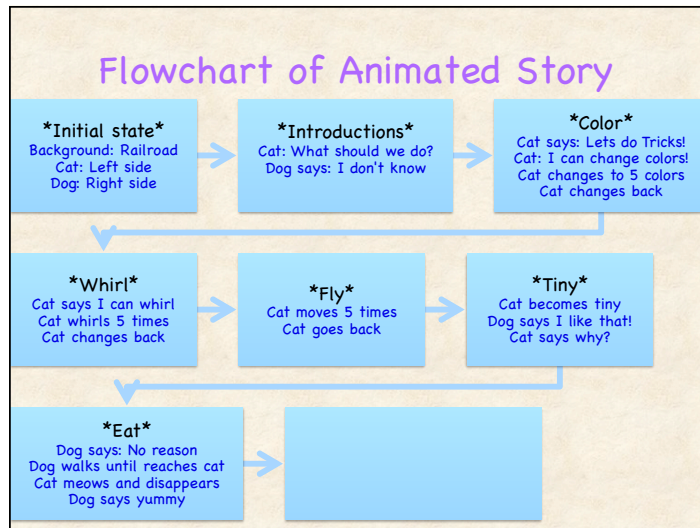 Flowchart of Animated Story
*Initial state*
Background: Railroad
Cat: Left side
Dog: Right side
*Introductions*
Cat: What should we do?
Dog says: I don't know
*Color*
Cat says: Lets do Tricks!
Cat: I can change colors!
Cat changes to 5 colors
Cat changes back
*Whirl*
Cat says I can whirl
Cat whirls 5 times
Cat changes back
*Fly*
Cat moves 5 times
Cat goes back
*Tiny*
Cat becomes tiny
Dog says I like that!
Cat says why?
*Eat*
Dog says: No reason
Dog walks until reaches cat
Cat meows and disappears
Dog says yummy